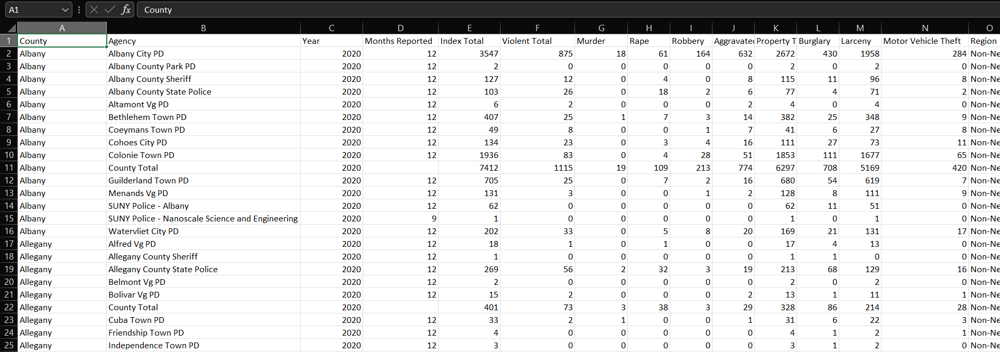 A1 fx County
A B C D E F G H I J K L M N O
1 County Agency Year Months Reported Index Total Violent Total Murder Rape Robbery Aggravated Property T Burglary Larceny Motor Vehicle Theft Region
2 Albany Albany City PD 2020 12 3547 875 18 61 164 632 2672 430 1958 284 Non-Ne
3 Albany Albany County Park PD 2020 12 2 0 0 0 0 0 2 0 2 0 Non-Ne
4 Albany Albany County Sheriff 2020 12 127 12 0 4 0 8 115 11 96 8 Non-Ne
5 Albany Albany County State Police 2020 12 103 26 0 18 2 6 77 4 71 2 Non-Ne
6 Albany Altamont Vg PD 2020 12 6 2 0 0 0 2 4 0 4 0 Non-Ne
7 Albany Bethlehem Town PD 2020 12 407 25 1 7 3 14 382 25 348 9 Non-Ne
8 Albany Coeymans Town PD 2020 12 49 8 0 0 1 7 41 6 27 8 Non-Ne
9 Albany Cohoes City PD 2020 12 134 23 0 3 4 16 111 27 73 11 Non-Ne
10 Albany Colonie Town PD 2020 12 1936 83 0 4 28 51 1853 111 1677 65 Non-Ne
11 Albany County Total 2020 7412 1115 19 109 213 774 6297 708 5169 420 Non-Ne
12 Albany Guilderland Town PD 2020 12 705 25 0 7 2 16 680 54 619 7 Non-Ne
13 Albany Menands Vg PD 2020 12 131 3 0 0 1 2 128 8 111 9 Non-Ne
14 Albany SUNY Police - Albany 2020 12 62 0 0 0 0 0 62 11 51 0 Non-Ne
15 Albany SUNY Police - Nanoscale Science and Engineering 2020 9 1 0 0 0 0 0 1 0 1 0 Non-Ne
16 Albany Watervliet City PD 2020 12 202 33 0 5 8 20 169 21 131 17 Non-Ne
17 Allegany Alfred Vg PD 2020 12 18 1 0 1 0 0 17 4 13 0 Non-Ne
18 Allegany Allegany County Sheriff 2020 12 1 0 0 0 0 0 1 1 0 0 Non-Ne
19 Allegany Allegany County State Police 2020 12 269 56 2 32 3 19 213 68 129 16 Non-Ne
20 Allegany Belmont Vg PD 2020 12 2 0 0 0 0 0 2 0 2 0 Non-Ne
21 Allegany Bolivar Vg PD 2020 12 15 2 0 0 0 2 13 1 11 1 Non-Ne
22 Allegany County Total 2020 401 73 3 38 3 29 328 86 214 28 Non-Ne
23 Allegany Cuba Town PD 2020 12 33 2 1 0 0 1 31 6 22 3 Non-Ne
24 Allegany Friendship Town PD 2020 12 4 0 0 0 0 0 4 1 2 1 Non-Ne
25 Allegany Independence Town PD 2020 12 3 0 0 0 0 0 3 1 2 0 Non-Ne